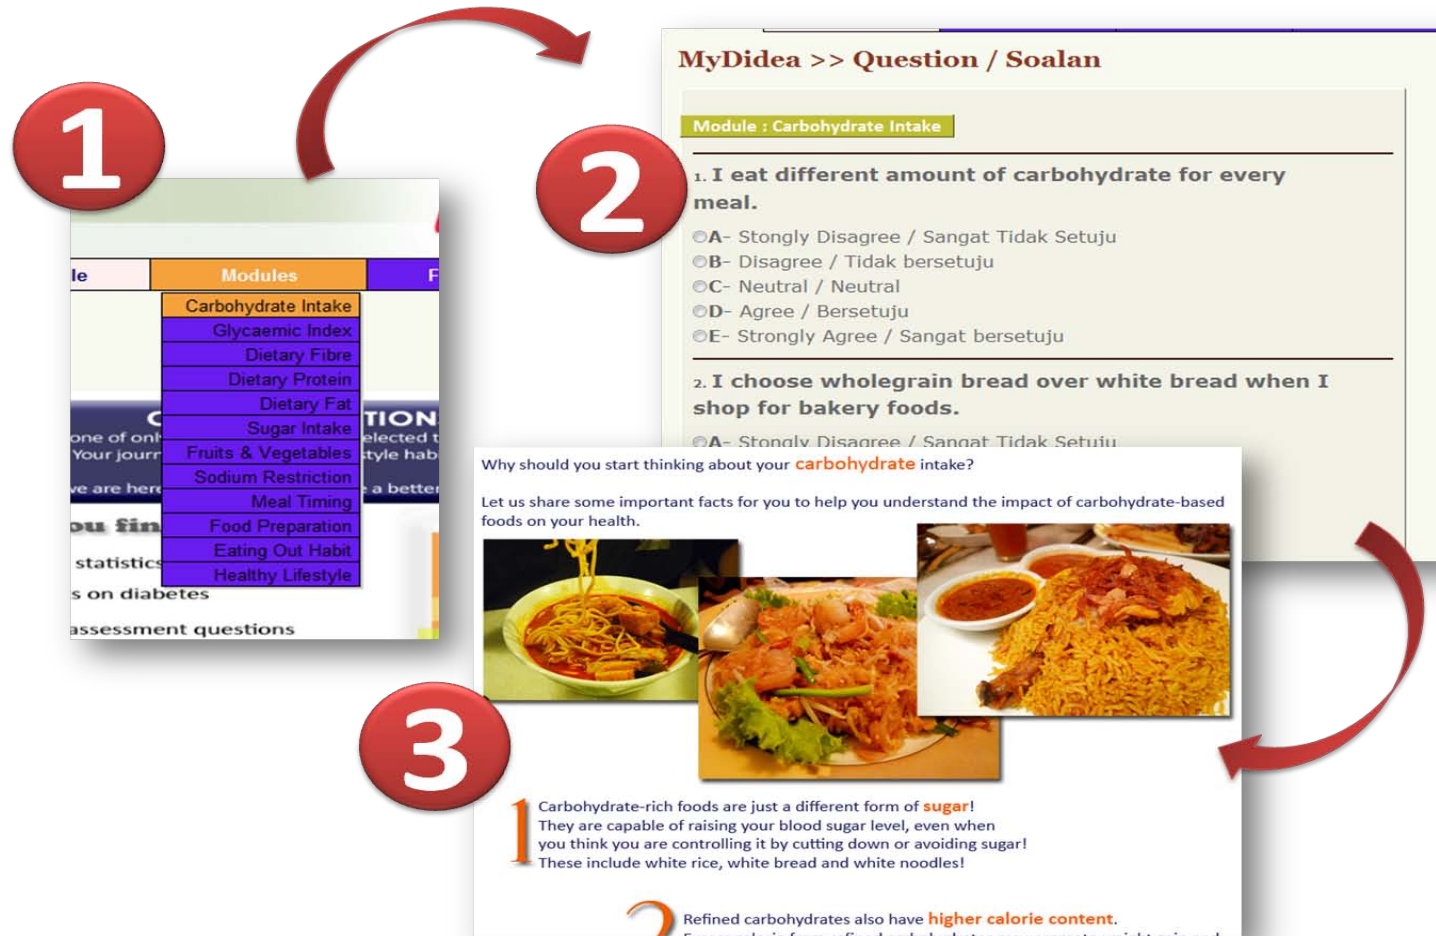 1
le Modules F
Carbohydrate Intake
Glycaemic Index
Dietary Fibre
Dietary Protein
Dietary Fat
Sugar Intake
Fruits & Vegetables
Sodium Restriction
Meal Timing
Food Preparation
Eating Out Habit
Healthy Lifestyle
C TION
one of onl elected t
Your journ style hab
we are here a better
ou fin
statistics
s on diabetes
assessment questions
2
MyDidea >> Question / Soalan
Module : Carbohydrate Intake
1. I eat different amount of carbohydrate for every
meal.
A- Stongly Disagree / Sangat Tidak Setuju
B- Disagree / Tidak bersetuju
C- Neutral / Neutral
D- Agree / Bersetuju
E- Strongly Agree / Sangat bersetuju
2. I choose wholegrain bread over white bread when I
shop for bakery foods.
A- Stongly Disagree / Sangat Tidak Setuju
3
Why should you start thinking about your carbohydrate intake?
Let us share some important facts for you to help you understand the impact of carbohydrate-based
foods on your health.
1 Carbohydrate-rich foods are just a different form of sugar!
They are capable of raising your blood sugar level, even when
you think you are controlling it by cutting down or avoiding sugar!
These include white rice, white bread and white noodles!
2 Refined carbohydrates also have higher calorie content.